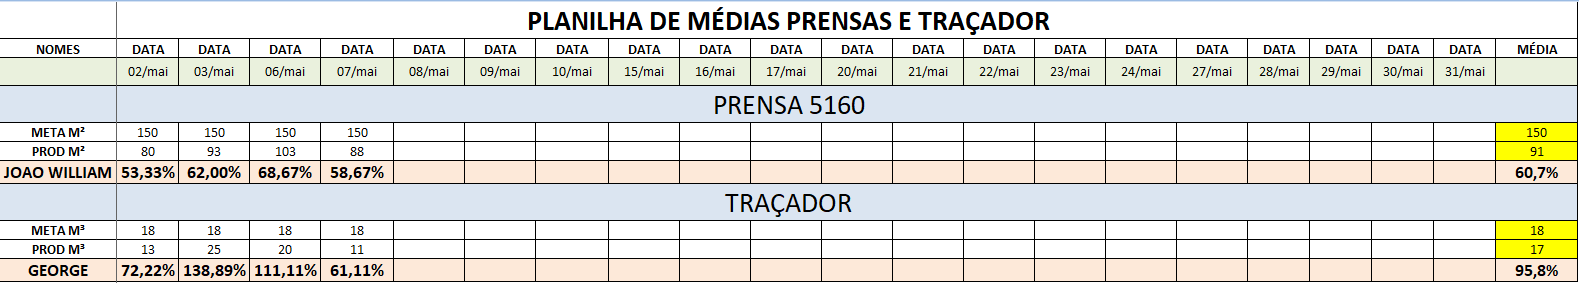 PLANILHA DE MÉDIAS PRENSAS E TRAÇADOR
NOMES DATA DATA DATA DATA DATA DATA DATA DATA DATA DATA DATA DATA DATA DATA DATA DATA DATA DATA DATA DATA MÉDIA
02/mai 03/mai 06/mai 07/mai 08/mai 09/mai 10/mai 15/mai 16/mai 17/mai 20/mai 21/mai 22/mai 23/mai 24/mai 27/mai 28/mai 29/mai 30/mai 31/mai
PRENSA 5160
META M² 150 150 150 150 150
PROD M² 80 93 103 88 91
JOAO WILLIAM 53,33% 62,00% 68,67% 58,67% 60,7%
TRAÇADOR
META M³ 18 18 18 18 18
PROD M³ 13 25 20 11 17
GEORGE 72,22% 138,89% 111,11% 61,11% 95,8%